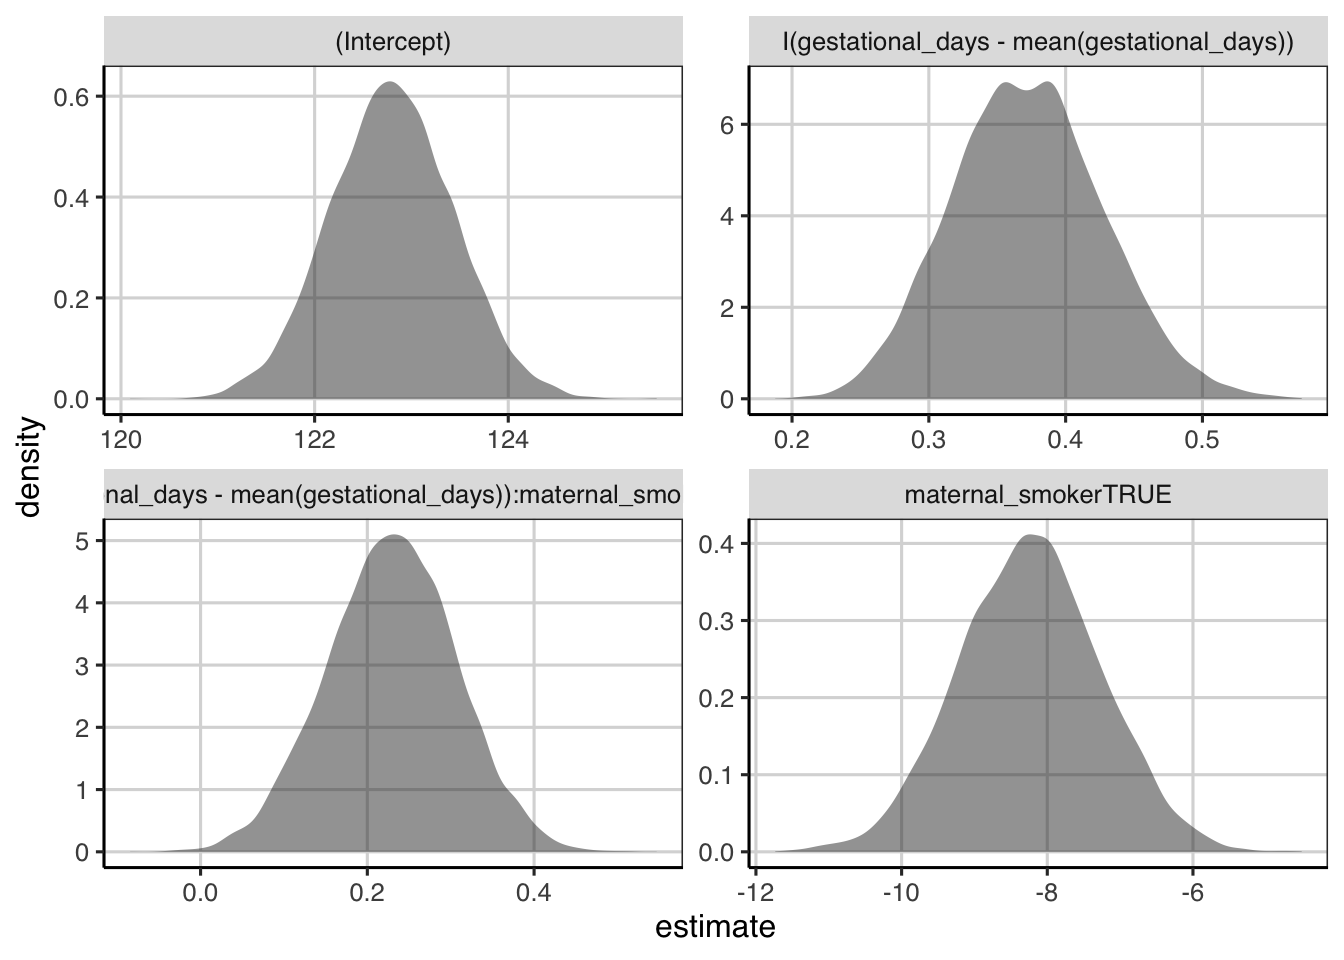 (Intercept)
I(gestational_days - mean(gestational_days))
0.6
0.4
0.2
0.0
120 122 124
6
4
2
0
0.2 0.3 0.4 0.5
nal_days - mean(gestational_days)):maternal_smo
maternal_smokerTRUE
5
4
3
2
1
0
0.0 0.2 0.4
0.4
0.3
0.2
0.1
0.0
-12 -10 -8 -6
density
estimate